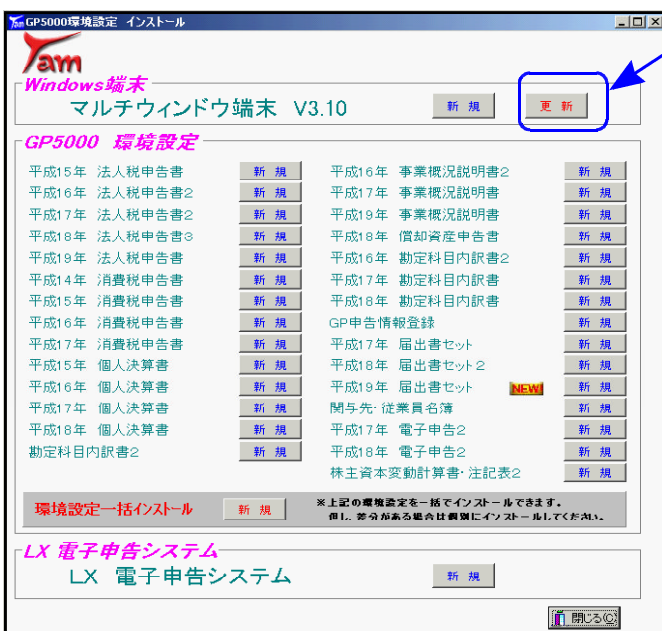 GP5000環境設定 インストール
Yam
Windows端末
マルチウィンドウ端末 V3.10 新 規 更 新
GP5000 環境設定
平成15年 法人税申告書 新 規
平成16年 法人税申告書2 新 規
平成17年 法人税申告書2 新 規
平成18年 法人税申告書3 新 規
平成19年 法人税申告書 新 規
平成14年 消費税申告書 新 規
平成15年 消費税申告書 新 規
平成16年 消費税申告書 新 規
平成17年 消費税申告書 新 規
平成15年 個人決算書 新 規
平成16年 個人決算書 新 規
平成17年 個人決算書 新 規
平成18年 個人決算書 新 規
勘定科目内訳書2 新 規
平成16年 事業概況説明書2 新 規
平成17年 事業概況説明書 新 規
平成19年 事業概況説明書 新 規
平成18年 償却資産申告書 新 規
平成16年 勘定科目内訳書2 新 規
平成17年 勘定科目内訳書 新 規
平成18年 勘定科目内訳書 新 規
GP申告情報登録 新 規
平成17年 届出書セット 新 規
平成18年 届出書セット2 新 規
平成19年 届出書セット NEW! 新 規
関与先・従業員名簿 新 規
平成17年 電子申告2 新 規
平成18年 電子申告2 新 規
株主資本変動計算書・注記表2 新 規
環境設定一括インストール 新 規
※上記の環境設定を一括でインストールできます。
但し、差分がある場合は個別にインストールしてください。
LX 電子申告システム
LX 電子申告システム 新 規
閉じる(C)